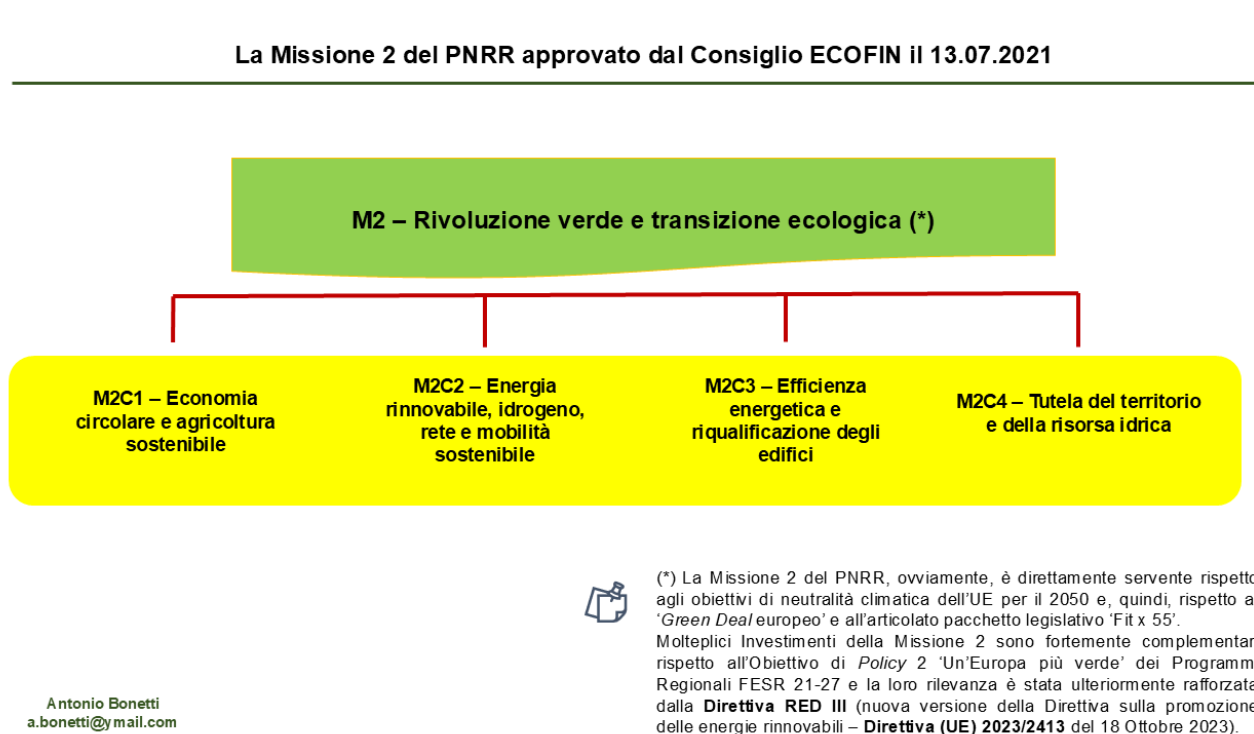 La Missione 2 del PNRR approvato dal Consiglio ECOFIN il 13.07.2021
M2 – Rivoluzione verde e transizione ecologica (*)
M2C1 – Economia
circolare e agricoltura
sostenibile
M2C2 – Energia
rinnovabile, idrogeno,
rete e mobilità
sostenibile
M2C3 – Efficienza
energetica e
riqualificazione degli
edifici
M2C4 – Tutela del territorio
e della risorsa idrica
(*) La Missione 2 del PNRR, ovviamente, è direttamente servente rispetto
agli obiettivi di neutralità climatica dell'UE per il 2050 e, quindi, rispetto a
'Green Deal europeo' e all'articolato pacchetto legislativo 'Fit x 55'.
Molteplici Investimenti della Missione 2 sono fortemente complementar
rispetto all'Obiettivo di Policy 2 'Un'Europa più verde' dei Programm
Regionali FESR 21-27 e la loro rilevanza è stata ulteriormente rafforzata
dalla Direttiva RED III (nuova versione della Direttiva sulla promozione
delle energie rinnovabili – Direttiva (UE) 2023/2413 del 18 Ottobre 2023).
Antonio Bonetti
a.bonetti@ymail.com